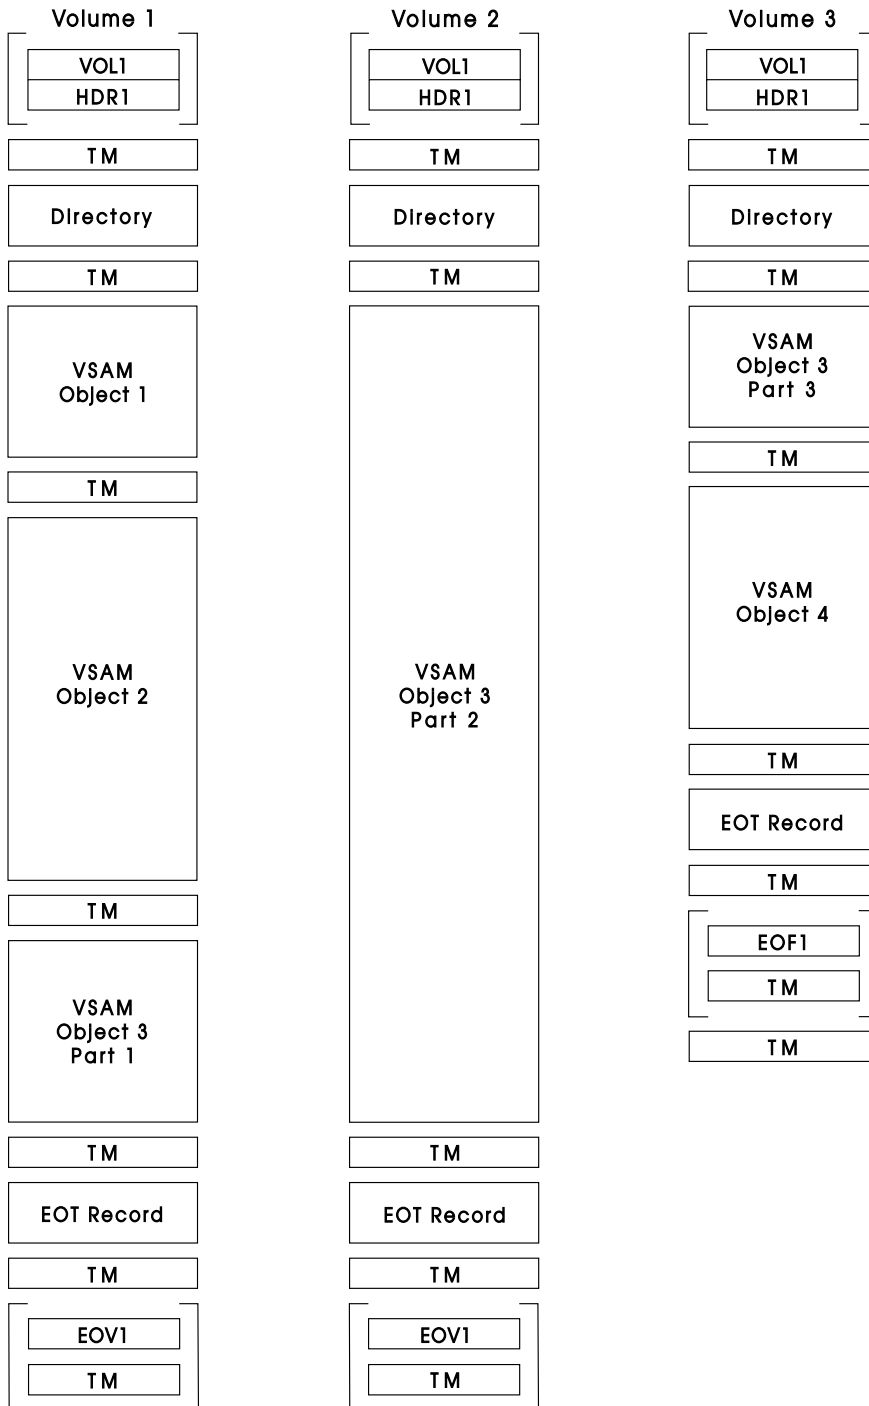 Volume 1
VOL1
HDR1
TM
Directory
TM
VSAM
Object 1
TM
VSAM
Object 2
TM
VSAM
Object 3
Part 1
TM
EOT Record
TM
EOV1
TM
Volume 2
VOL1
HDR1
TM
Directory
TM
VSAM
Object 3
Part 2
TM
EOT Record
TM
EOV1
TM
Volume 3
VOL1
HDR1
TM
Directory
TM
VSAM
Object 3
Part 3
TM
VSAM
Object 4
TM
EOT Record
TM
EOF1
TM
TM